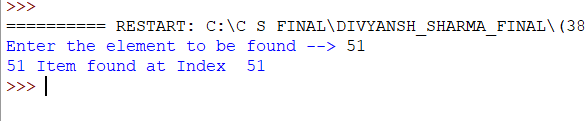 >>>
========== RESTART: C:\C S FINAL\DIVYANSH_SHARMA_FINAL\(38
Enter the element to be found --> 51
51 Item found at Index  51
>>>